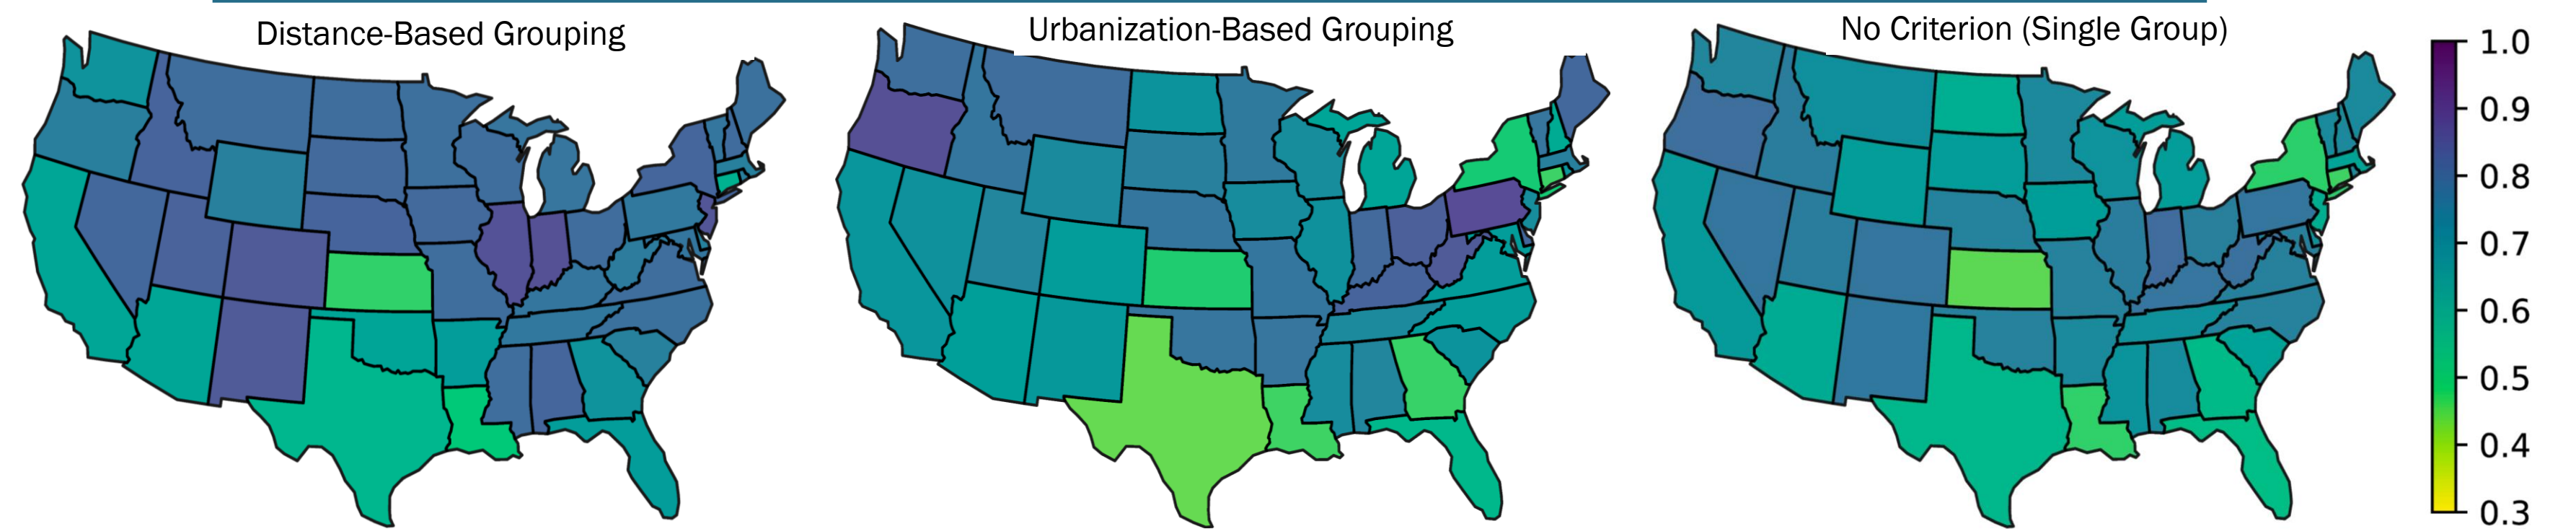 Distance-Based Grouping
Urbanization-Based Grouping
No Criterion (Single Group)
1.0
0.9
0.8
0.7
0.6
0.5
0.4
0.3